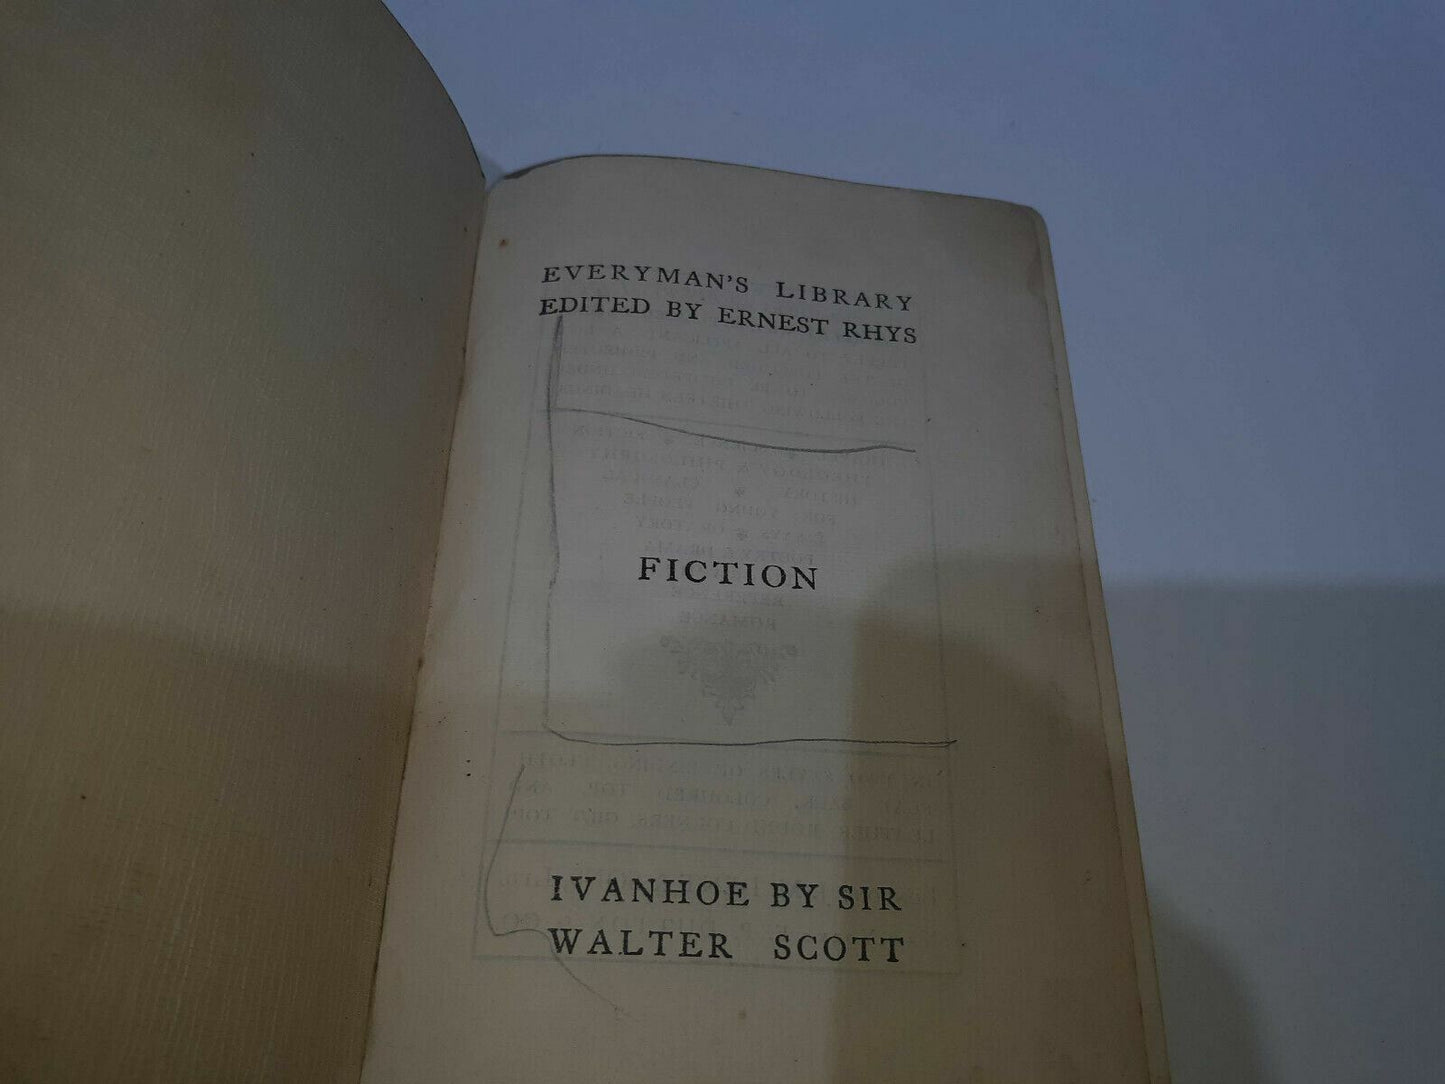 EVERYMAN'S LIBRARY
EDITED BY ERNEST RHYS
FICTION
IVANHOE BY SIR
WALTER SCOTT